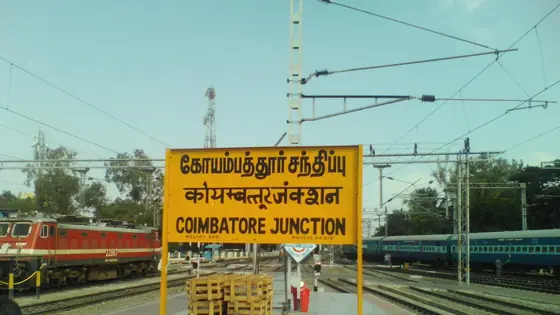 கோயம்பத்தூர் சந்திப்பு
कोयम्बत्तूर जंक्शन
COIMBATORE JUNCTION